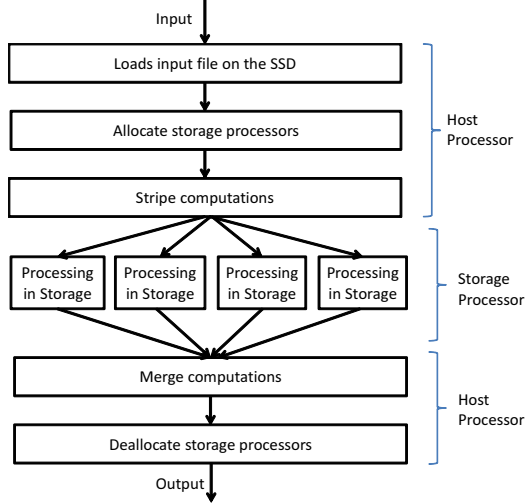 Input
Loads input file on the SSD
Allocate storage processors
Host
Processor
Stripe computations
Processing
in Storage
Processing
in Storage
Processing
in Storage
Processing
in Storage
Storage
Processor
Merge computations
Host
Processor
Deallocate storage processors
Output